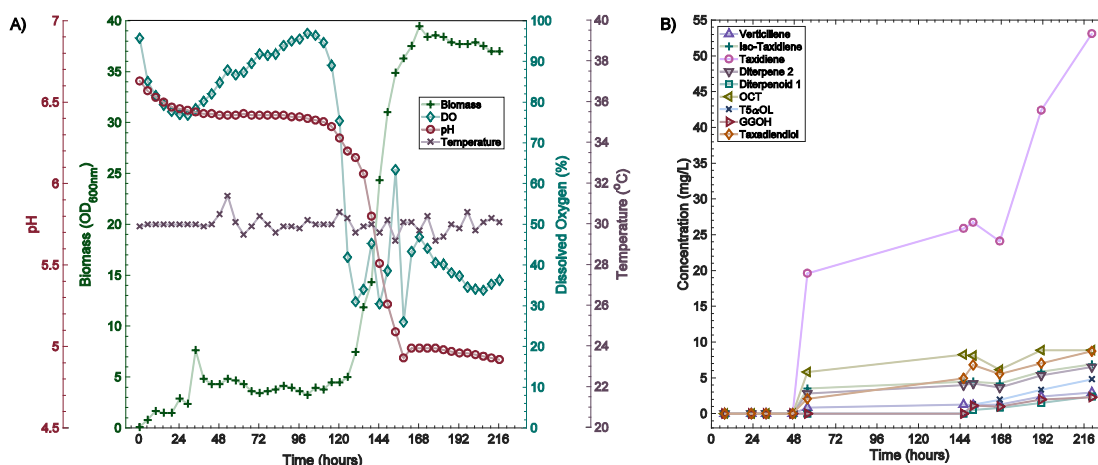 A)
7
6.5
6
5.5
5
4.5
pH
40
35
30
25
20
15
10
5
0
Biomass (OD600nm)
Biomass
DO
pH
Temperature
100
90
80
70
60
50
40
30
20
10
0
Dissolved Oxygen (%)
40
38
36
34
32
30
28
26
24
22
20
Temperature (°C)
0 24 48 72 96 120 144 168 192 216
Time (hours)
B)
55
50
45
40
35
30
25
20
15
10
5
0
Concentration (mg/L)
Verticillene
Iso-Taxidiene
Taxidiene
Diterpene 2
Diterpenoid 1
OCT
T5αOL
GGOH
Taxadiendiol
0 24 48 72 96 120 144 168 192 216
Time (hours)